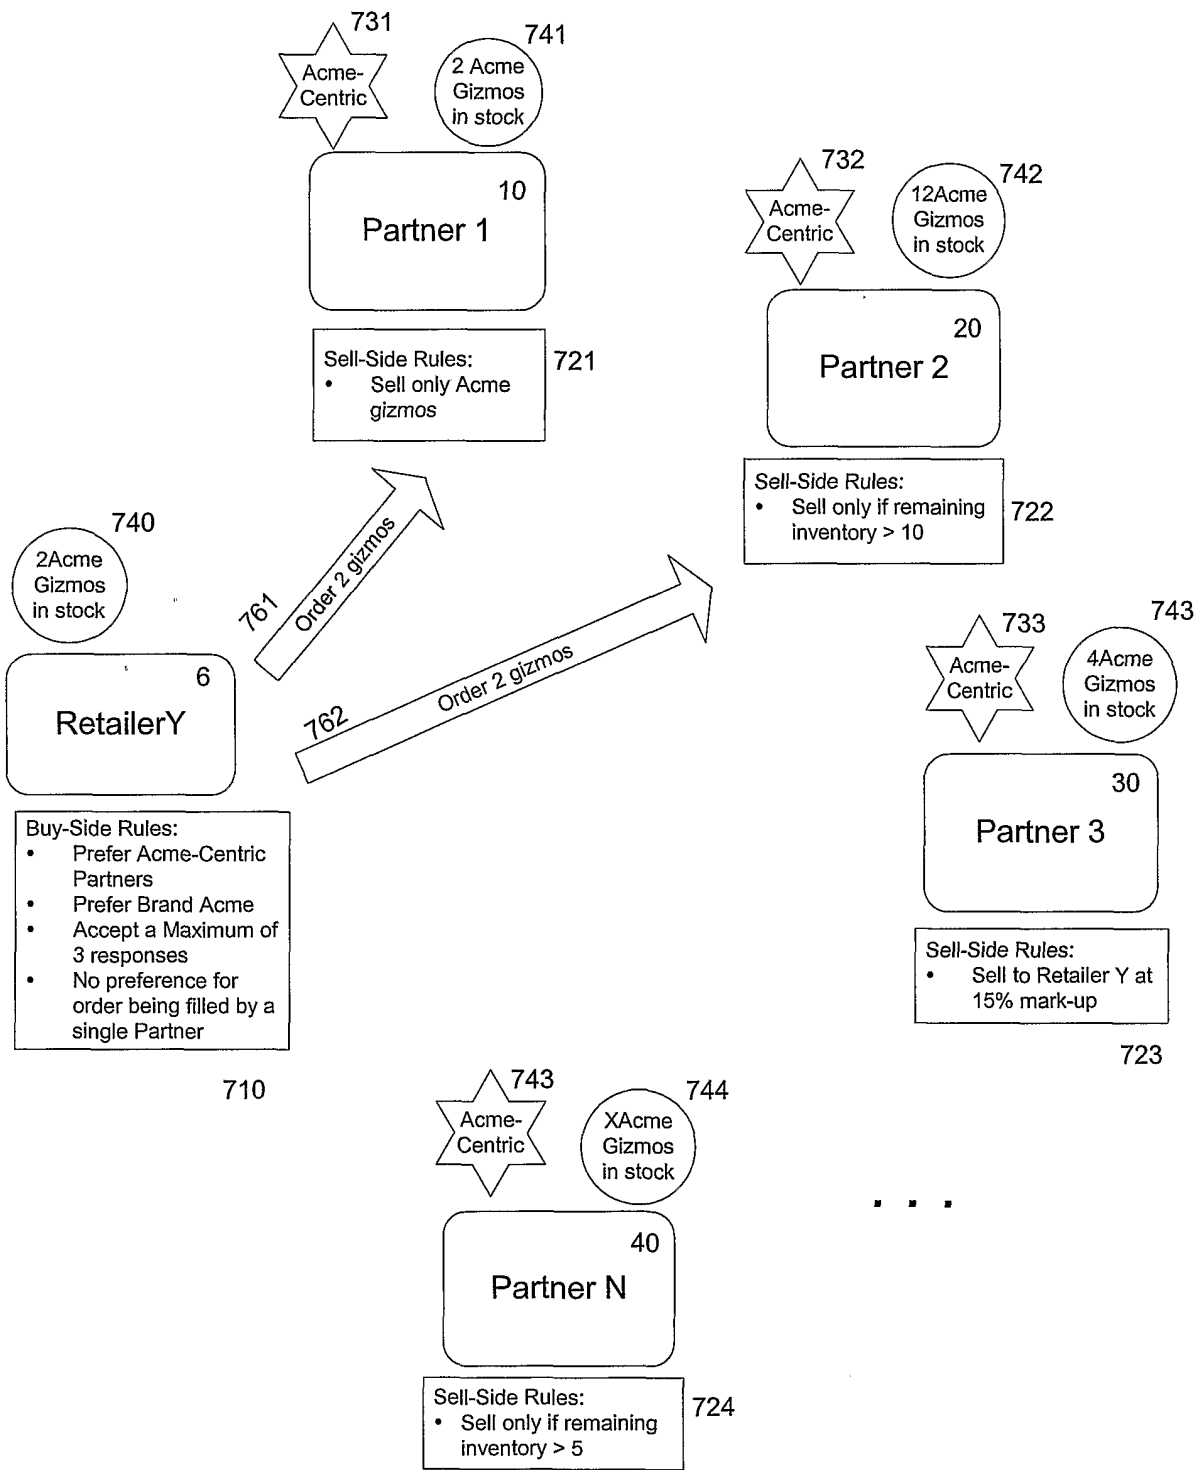 731
Acme-
Centric
741
2 Acme
Gizmos
in stock
10
Partner 1
Sell-Side Rules:
• Sell only Acme
gizmos
721
732
Acme-
Centric
742
12Acme
Gizmos
in stock
20
Partner 2
Sell-Side Rules:
• Sell only if remaining
inventory > 10
722
740
2Acme
Gizmos
in stock
761
Order 2 gizmos
762
Order 2 gizmos
6
RetailerY
733
Acme-
Centric
743
4Acme
Gizmos
in stock
30
Partner 3
Buy-Side Rules:
• Prefer Acme-Centric
Partners
• Prefer Brand Acme
• Accept a Maximum of
3 responses
• No preference for
order being filled by a
single Partner
710
Sell-Side Rules:
• Sell to Retailer Y at
15% mark-up
723
743
Acme-
Centric
744
XAcme
Gizmos
in stock
. . .
40
Partner N
Sell-Side Rules:
• Sell only if remaining
inventory > 5
724